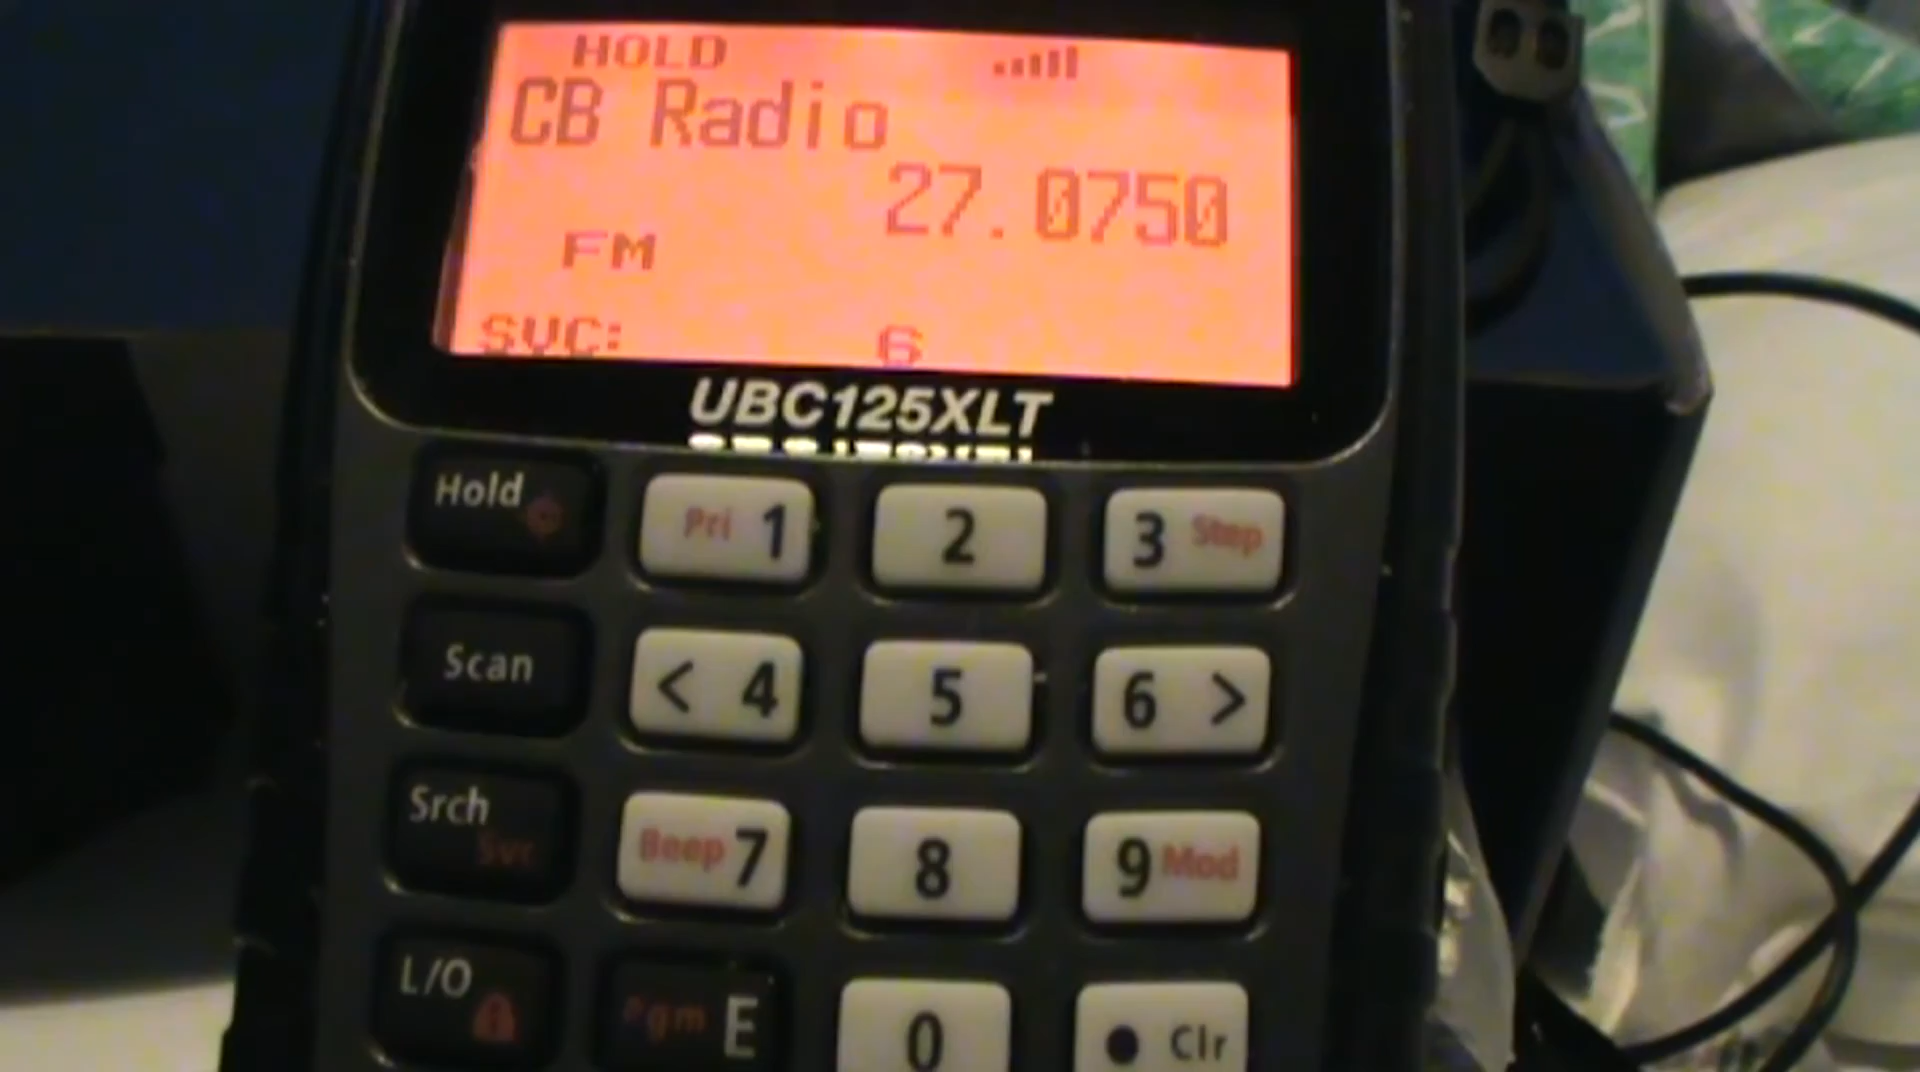 HOLD
CB Radio
27.0750
FM
SVC: 6
UBC125XLT
Hold Pri 1 2 3 Step
Scan < 4 5 6 >
Srch Svc Beep 7 8 9 Mod
L/O Pgm E 0 • Clr